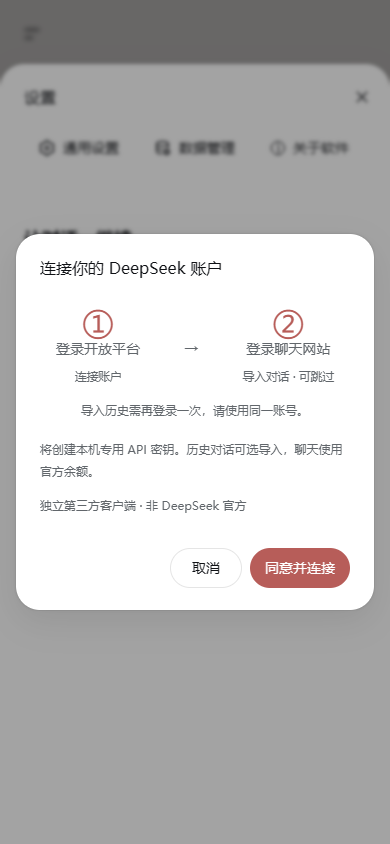 设置
通用设置 数据管理 关于软件
连接你的 DeepSeek 账户
① → ②
登录开放平台 登录聊天网站
连接账户 导入对话 · 可跳过
导入历史需再登录一次，请使用同一账号。
将创建本机专用 API 密钥。历史对话可选导入，聊天使用
官方余额。
独立第三方客户端 · 非 DeepSeek 官方
取消 同意并连接